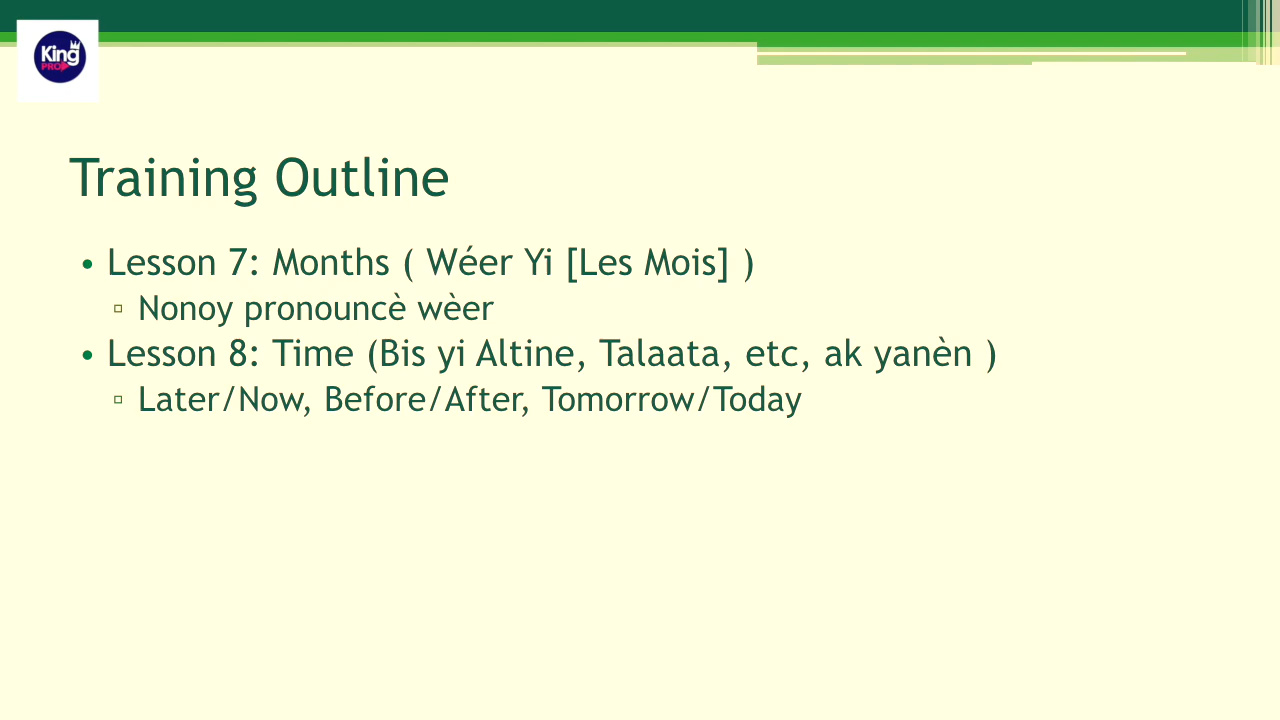 King
PRO
Training Outline
• Lesson 7: Months ( Wéer Yi [Les Mois] )
▫ Nonoy pronouncè wèer
• Lesson 8: Time (Bis yi Altine, Talaata, etc, ak yanèn )
▫ Later/Now, Before/After, Tomorrow/Today